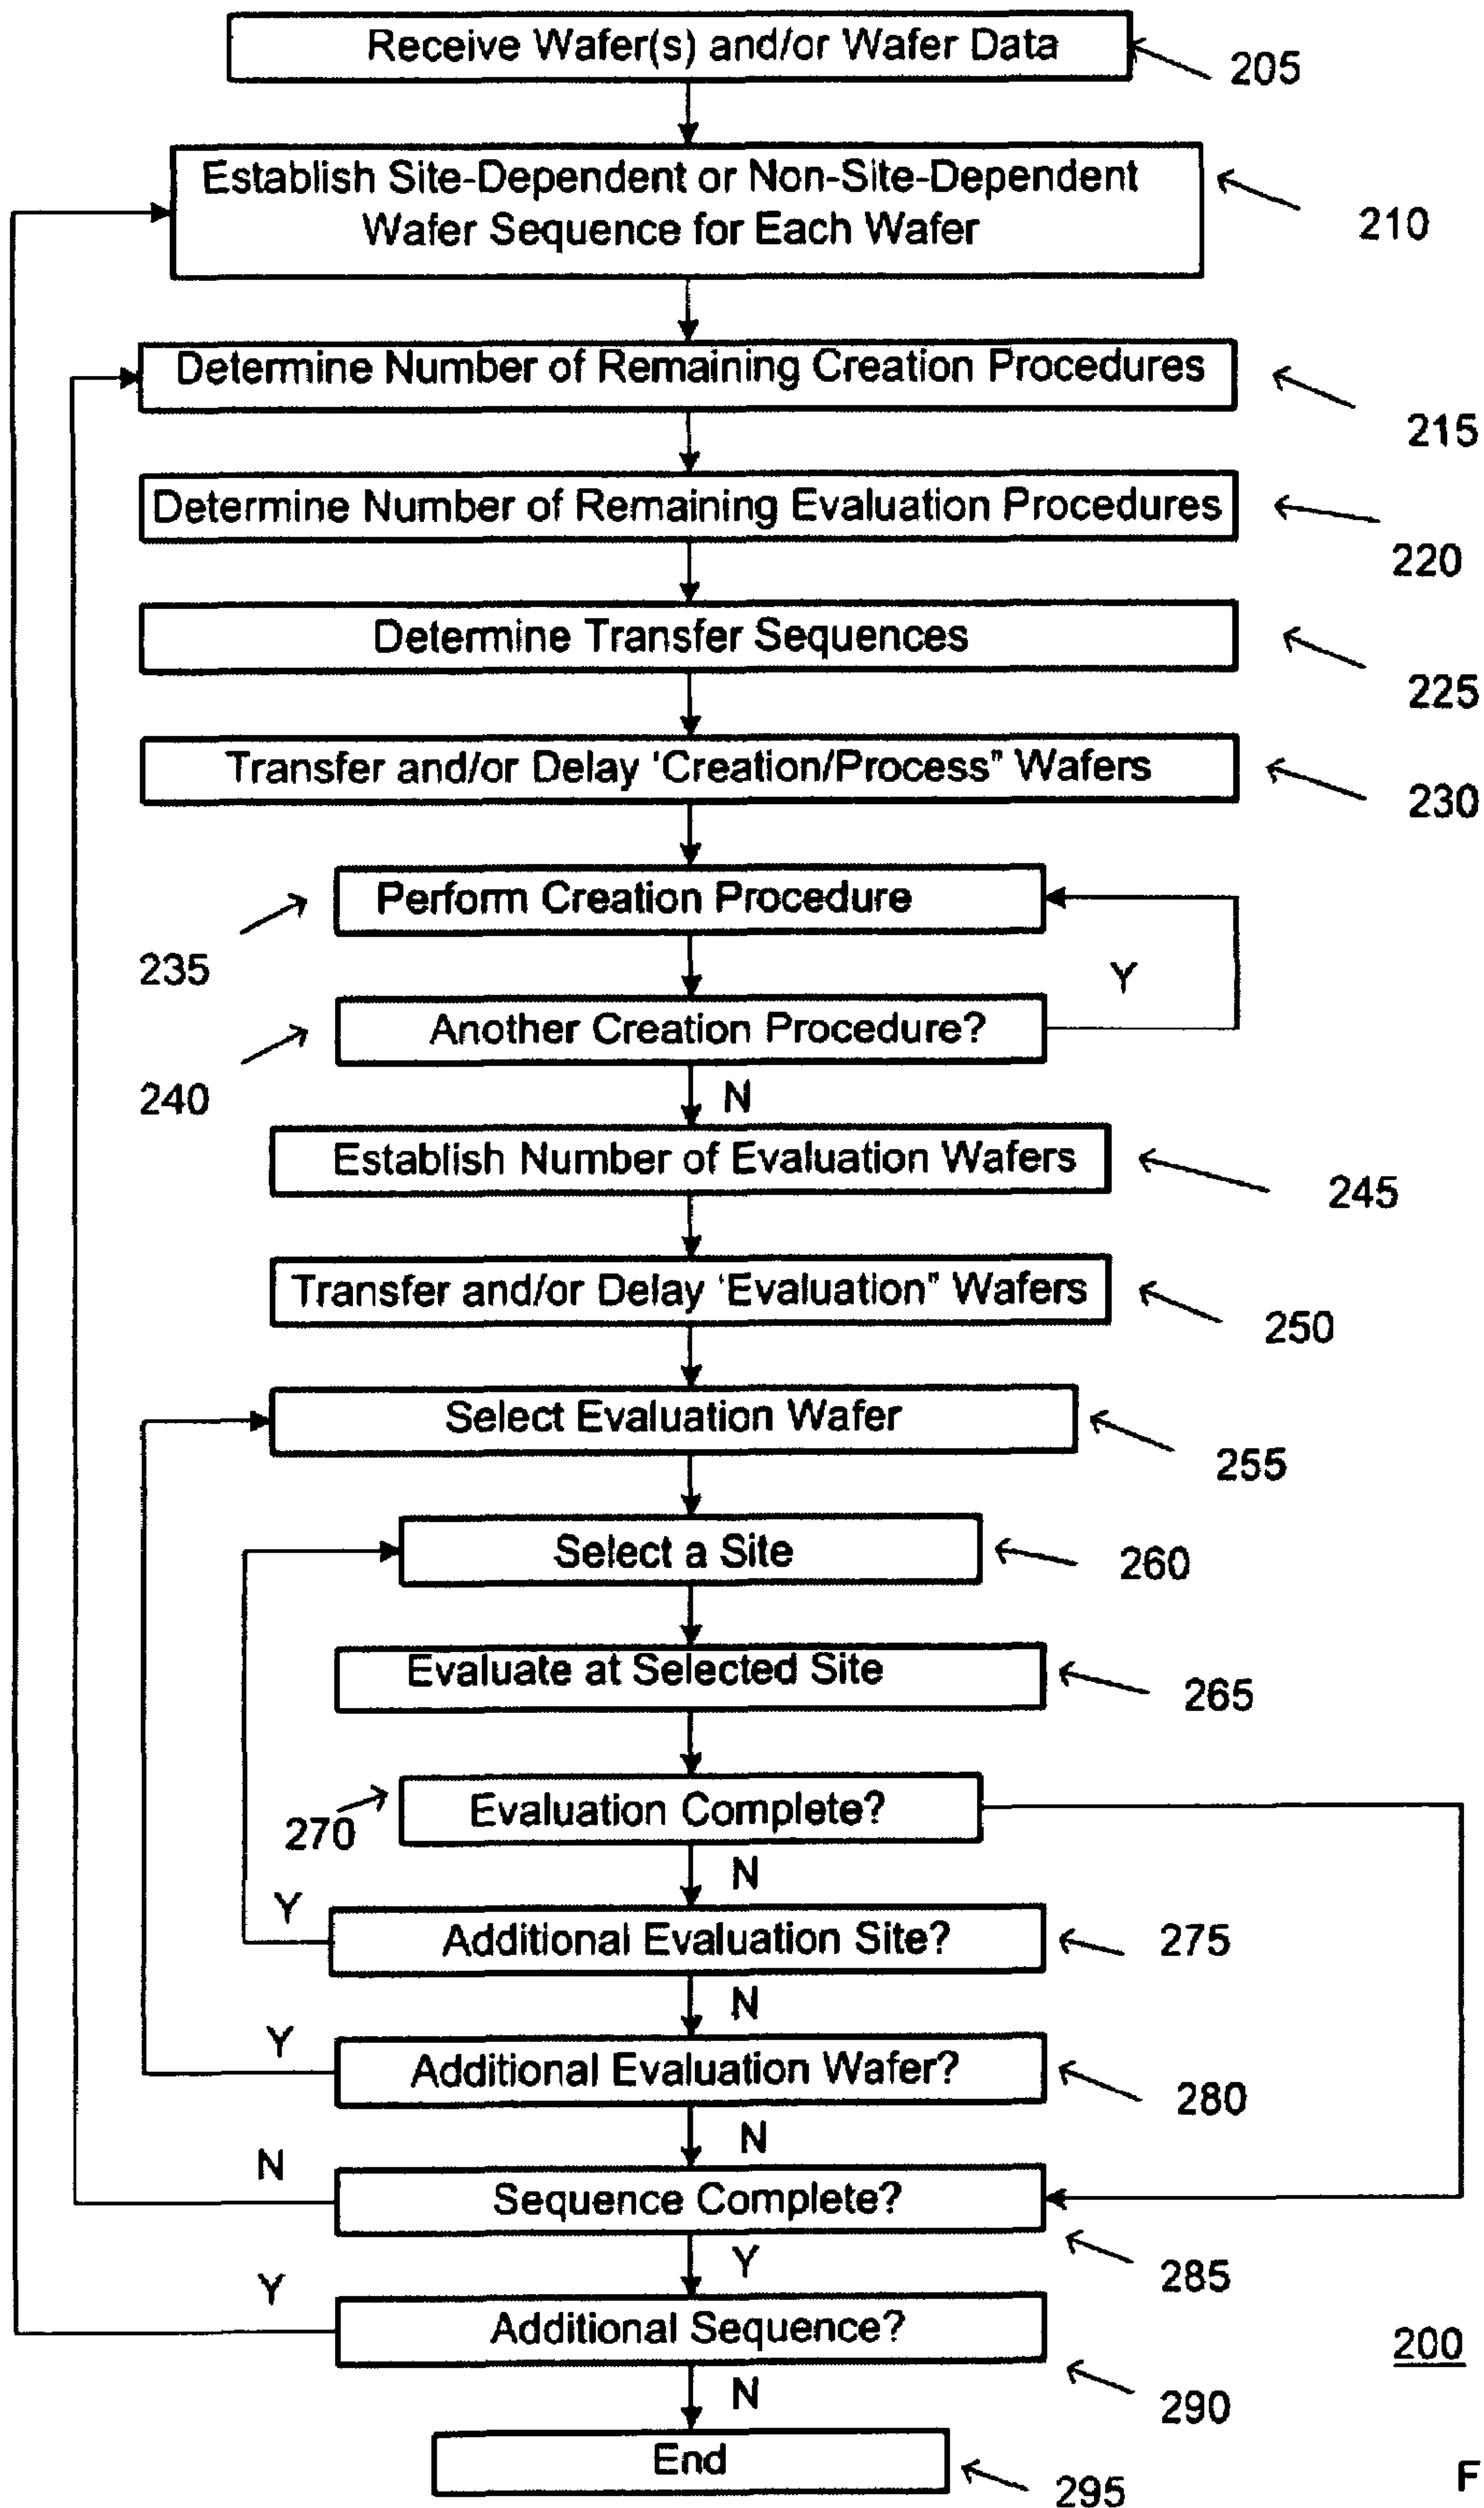 Receive Wafer(s) and/or Wafer Data
205
Establish Site-Dependent or Non-Site-Dependent
Wafer Sequence for Each Wafer
210
Determine Number of Remaining Creation Procedures
215
Determine Number of Remaining Evaluation Procedures
220
Determine Transfer Sequences
225
Transfer and/or Delay 'Creation/Process" Wafers
230
Perform Creation Procedure
235
Y
Another Creation Procedure?
240
N
Establish Number of Evaluation Wafers
245
Transfer and/or Delay 'Evaluation" Wafers
250
Select Evaluation Wafer
255
Select a Site
260
Evaluate at Selected Site
265
Evaluation Complete?
270
N
Y
Additional Evaluation Site?
275
N
Y
Additional Evaluation Wafer?
280
N
N
Sequence Complete?
285
Y
Y
Additional Sequence?
200
290
N
End
295
F